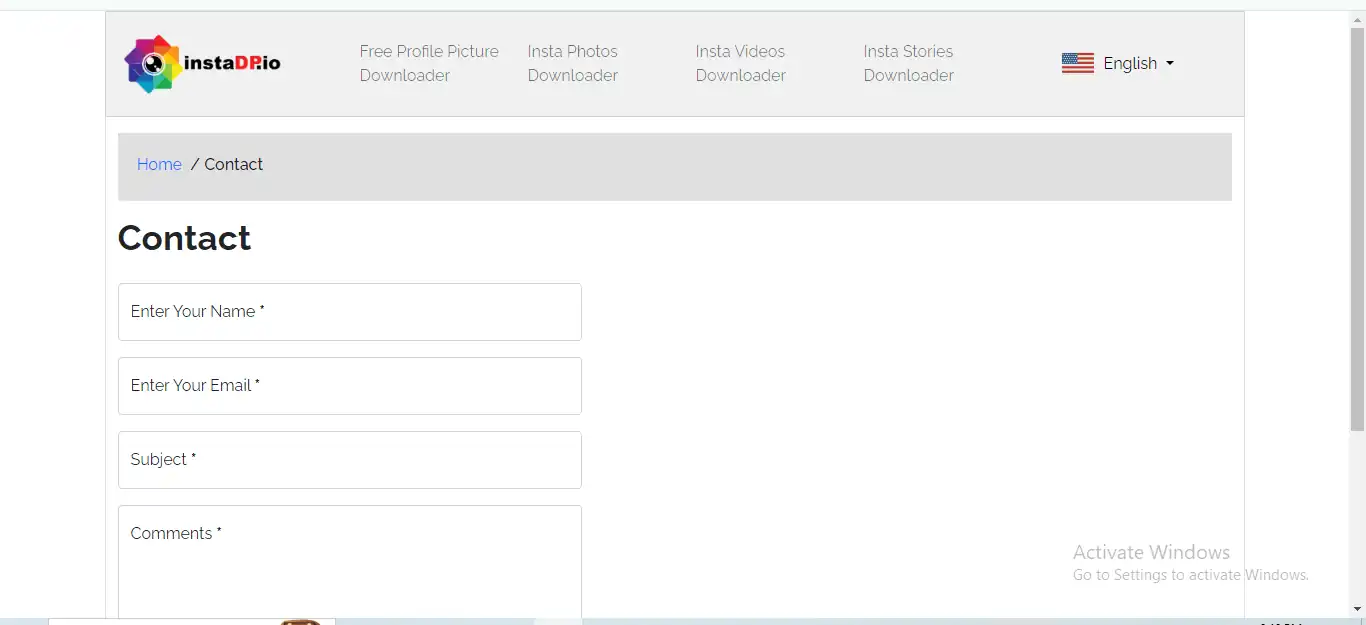 instaDP.io
Free Profile Picture
Downloader
Insta Photos
Downloader
Insta Videos
Downloader
Insta Stories
Downloader
English
Home / Contact
Contact
Enter Your Name *
Enter Your Email *
Subject *
Comments *
Activate Windows
Go to Settings to activate Windows.